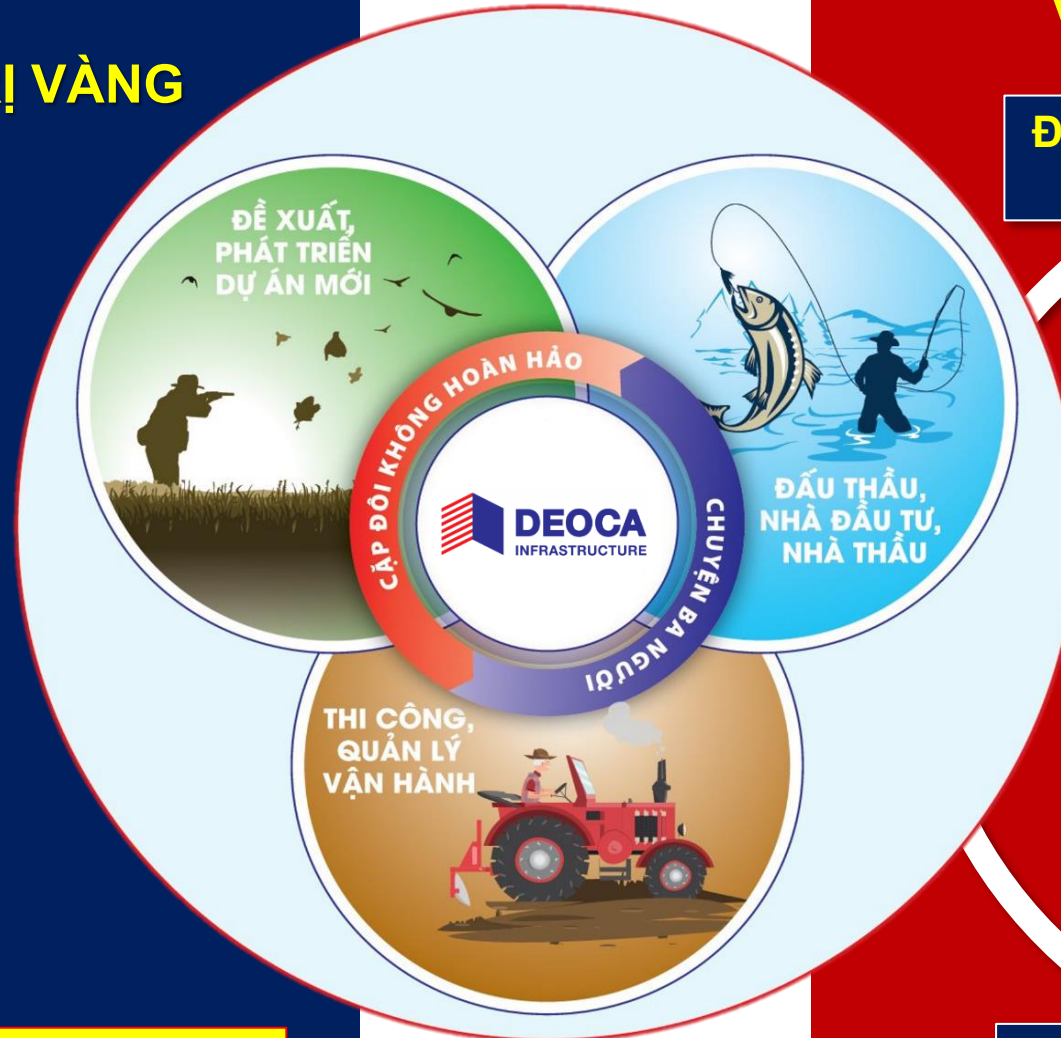 Ị VÀNG
Đ
ĐỀ XUẤT,
PHÁT TRIỂN
DỰ ÁN MỚI
CẶP ĐÔI KHÔNG HOÀN HẢO
CHUYỆN BA NGƯỜI
DEOCA
INFRASTRUCTURE
ĐẤU THẦU,
NHÀ ĐẦU TƯ,
NHÀ THẦU
THI CÔNG,
QUẢN LÝ
VẬN HÀNH